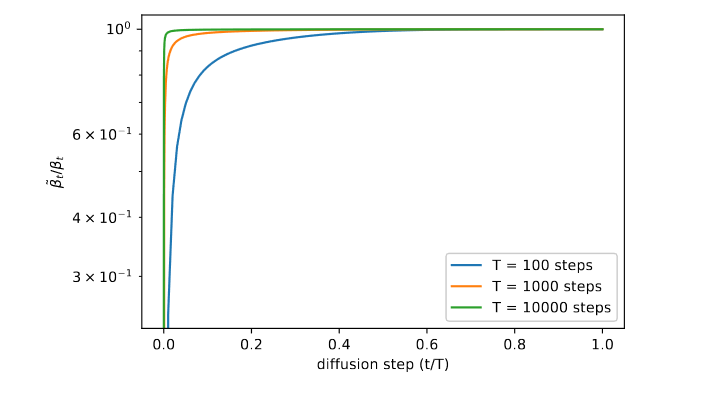 10⁰
6 × 10⁻¹
4 × 10⁻¹
3 × 10⁻¹
β̃ₜ/βₜ
T = 100 steps
T = 1000 steps
T = 10000 steps
0.0 0.2 0.4 0.6 0.8 1.0
diffusion step (t/T)